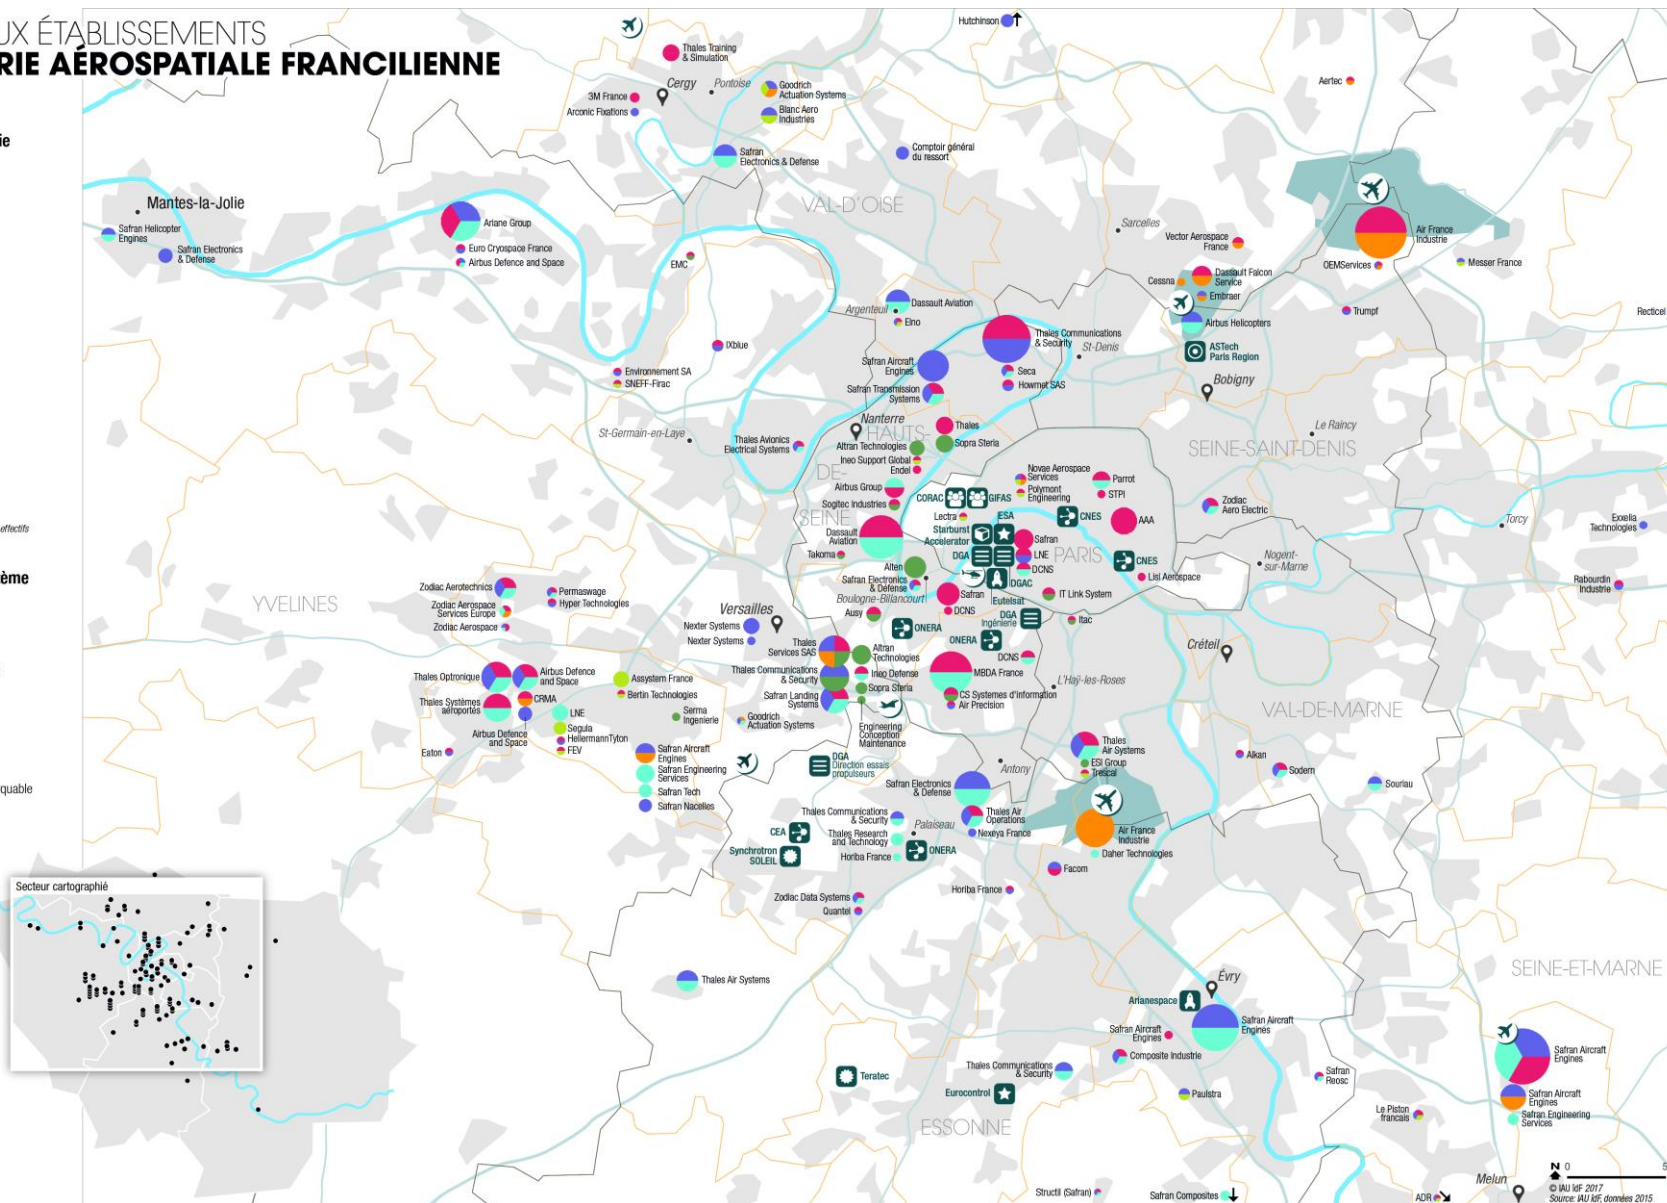 UX ÉTABLISSEMENTS
RIE AÉROSPATIALE FRANCILIENNE
ie
effectifs
tème
quable
Secteur cartographié
Hutchinson
Thales Training
& Simulation
Cergy
Pontoise
3M France
Arconic Fixations
Goodrich
Actuation Systems
Blanc Aero
Industries
Safran
Electronics & Defense
Comptoir général
du ressort
Aertec
Mantes-la-Jolie
Safran Helicopter
Engines
Safran Electronics
& Defense
Ariane Group
Euro Cryospace France
Airbus Defence and Space
EMC
VAL-D'OISE
Sarcelles
Vector Aerospace
France
Air France
Industrie
OEMServices
Messer France
Cessna
Dassault Falcon
Service
Embraer
Airbus Helicopters
Trumpf
Recticel
ASTech
Paris Region
Bobigny
Argenteuil
Dassault Aviation
Elno
IXblue
Environnement SA
SNEFF-Firac
Thales Communications
& Security
St-Denis
Safran Aircraft
Engines
Seca
Howmet SAS
Safran Transmission
Systems
Nanterre
Thales
HAUTS-
DE-
SEINE
Altran Technologies
Sopra Steria
Ineo Support Global
Endel
St-Germain-en-Laye
Thales Avionics
Electrical Systems
Le Raincy
SEINE-SAINT-DENIS
Airbus Group
Sogitec Industries
CORAC
GIFAS
Novae Aerospace
Services
Polymont
Engineering
Parrot
STPI
Lectra
ESA
CNES
AAA
Zodiac
Aero Electric
Torcy
Exxelia
Technologies
Dassault
Aviation
Starburst
Accelerator
Safran
DGA
LNE
PARIS
DCNS
CNES
Lisi Aerospace
Nogent-
sur-Marne
Takoma
Alten
Safran Electronics
& Defense
DGAC
Boulogne-Billancourt
Safran
DCNS
Eutelsat
IT Link System
Rabourdin
Industrie
Zodiac Aerotechnics
Permaswage
Hyper Technologies
Zodiac Aerospace
Services Europe
Zodiac Aerospace
YVELINES
Versailles
Nexter Systems
Nexter Systems
Ausy
ONERA
DGA
Ingénierie
Itac
ONERA
DCNS
Créteil
Thales
Services SAS
Altran
Technologies
Thales Communications
& Security
Ineo Defense
Sopra Steria
Safran Landing
Systems
Engineering
Conception
Maintenance
MBDA France
CS Systemes d'information
Air Precision
L'Haÿ-les-Roses
VAL-DE-MARNE
Thales Optronique
Airbus Defence
and Space
Thales Systèmes
aéroportés
CRMA
LNE
Segula
HellermannTyton
FEV
Airbus Defence
and Space
Eaton
Assystem France
Bertin Technologies
Serma
Ingenierie
Goodrich
Actuation Systems
Safran Aircraft
Engines
Safran Engineering
Services
Safran Tech
Safran Nacelles
DGA
Direction essais
propulseurs
Thales
Air Systems
ESI Group
Trescal
Alkan
Sodern
Souriau
Antony
Safran Electronics
& Defense
Thales Communications
& Security
Thales Air
Operations
Nexeya France
Air France
Industrie
Daher Technologies
CEA
Synchrotron
SOLEIL
Thales Research
and Technology
Palaiseau
Horiba France
ONERA
Facom
Horiba France
Zodiac Data Systems
Quantel
Thales Air Systems
Évry
Arianespace
Safran Aircraft
Engines
Safran Aircraft
Engines
Composite Industrie
SEINE-ET-MARNE
Safran Aircraft
Engines
Safran Aircraft
Engines
Safran Engineering
Services
Thales Communications
& Security
Teratec
Eurocontrol
Paulstra
Safran
Reosc
Le Piston
francais
ESSONNE
Structil (Safran)
Safran Composites
ADR
Melun
N 0 5
© IAU îdF 2017
Source: IAU îdF, données 2015